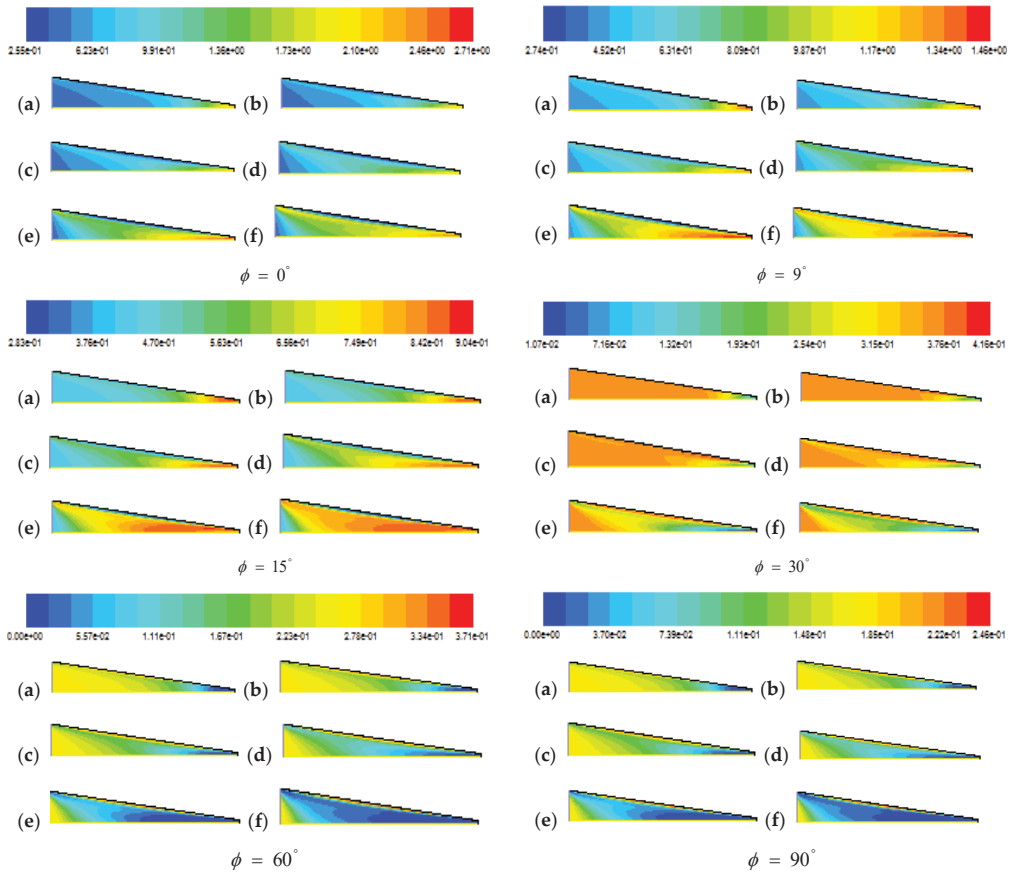 2.55e-01 6.23e-01 9.91e-01 1.36e+00 1.73e+00 2.10e+00 2.46e+00 2.71e+00
(a) (b)
(c) (d)
(e) (f)
ϕ = 0°
2.74e-01 4.52e-01 6.31e-01 8.09e-01 9.87e-01 1.17e+00 1.34e+00 1.46e+00
(a) (b)
(c) (d)
(e) (f)
ϕ = 9°
2.83e-01 3.76e-01 4.70e-01 5.63e-01 6.56e-01 7.49e-01 8.42e-01 9.04e-01
(a) (b)
(c) (d)
(e) (f)
ϕ = 15°
1.07e-02 7.16e-02 1.32e-01 1.93e-01 2.54e-01 3.15e-01 3.76e-01 4.16e-01
(a) (b)
(c) (d)
(e) (f)
ϕ = 30°
0.00e+00 5.57e-02 1.11e-01 1.67e-01 2.23e-01 2.78e-01 3.34e-01 3.71e-01
(a) (b)
(c) (d)
(e) (f)
ϕ = 60°
0.00e+00 3.70e-02 7.39e-02 1.11e-01 1.48e-01 1.85e-01 2.22e-01 2.46e-01
(a) (b)
(c) (d)
(e) (f)
ϕ = 90°